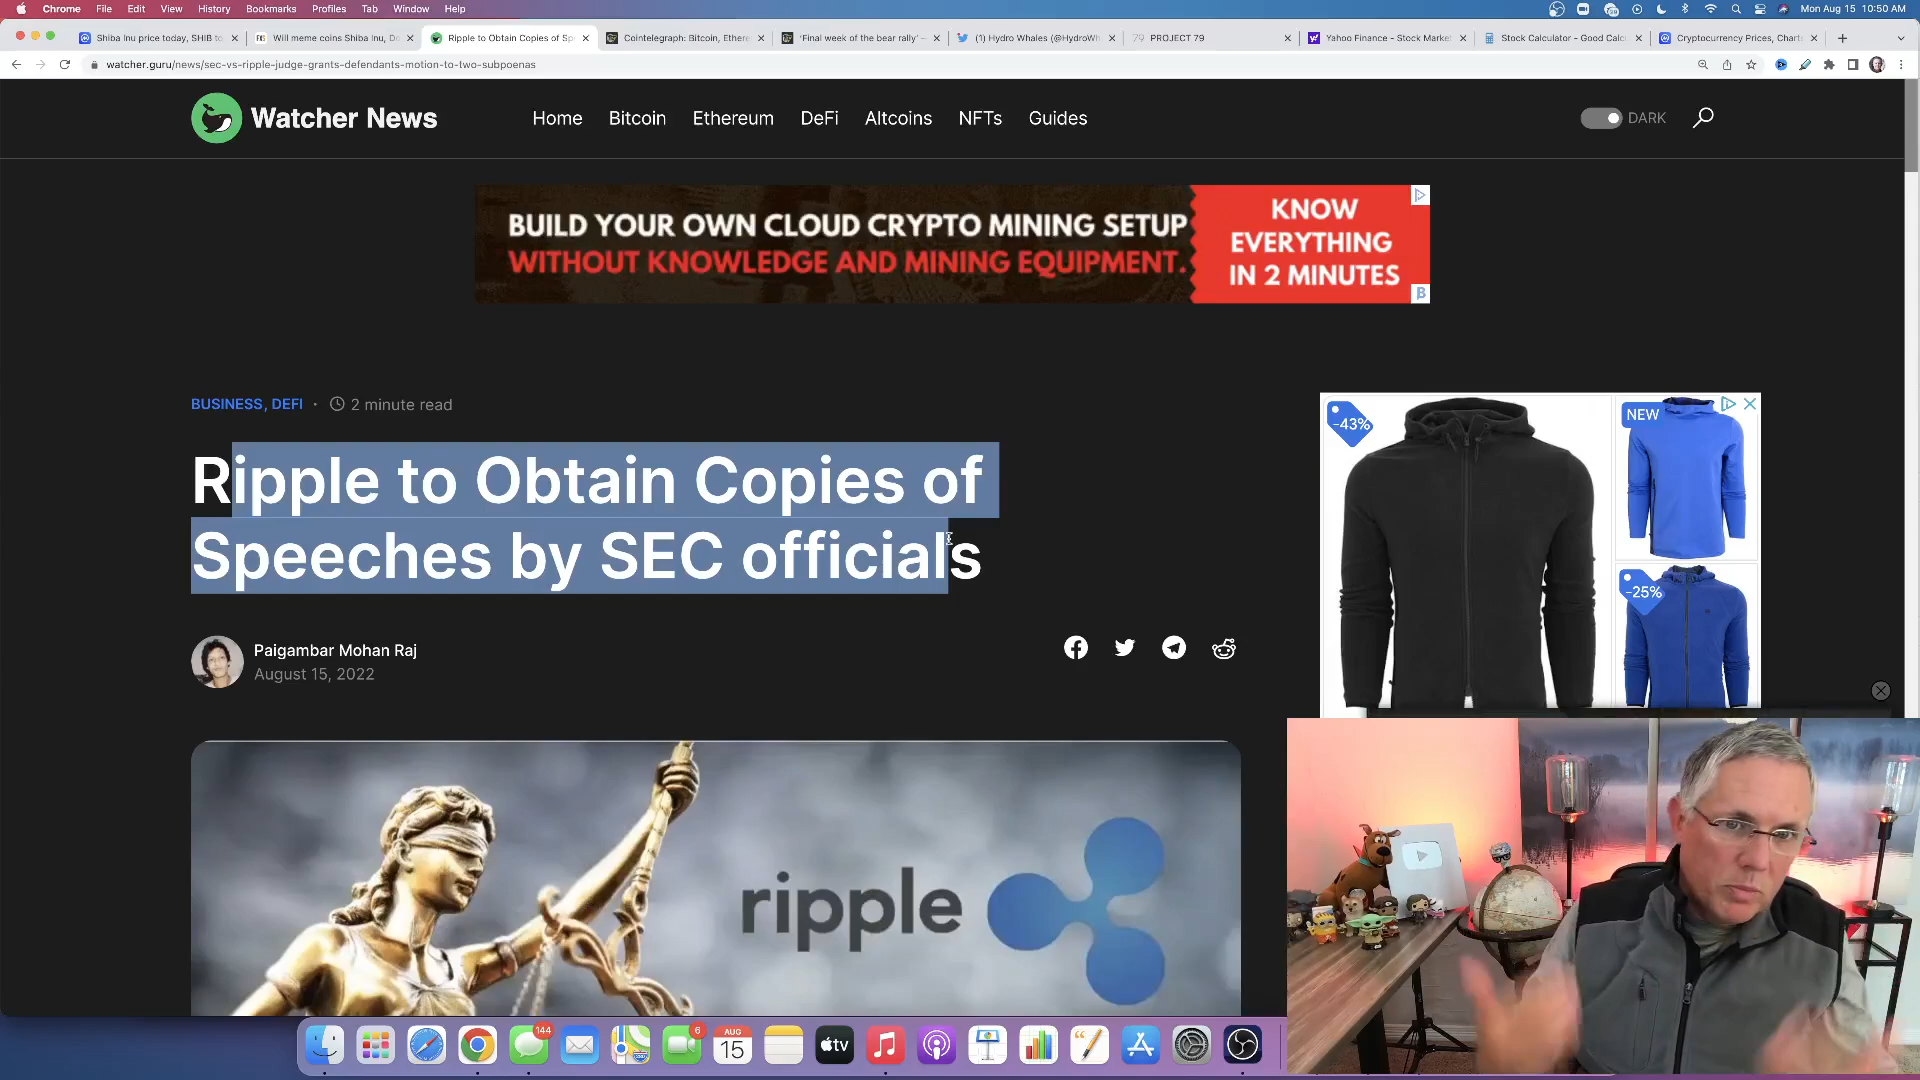 Chrome File Edit View History Bookmarks Profiles Tab Window Help
Mon Aug 15 10:50 AM
Shiba Inu price today, SHIB to
Will meme coins Shiba Inu, Do
Ripple to Obtain Copies of Sp
Cointelegraph: Bitcoin, Ethere
'Final week of the bear rally' –
(1) Hydro Whales (@HydroWh
PROJECT 79
Yahoo Finance - Stock Market
Stock Calculator - Good Calc
Cryptocurrency Prices, Charts
watcher.guru/news/sec-vs-ripple-judge-grants-defendants-motion-to-two-subpoenas
Watcher News
Home Bitcoin Ethereum DeFi Altcoins NFTs Guides
DARK
BUILD YOUR OWN CLOUD CRYPTO MINING SETUP
WITHOUT KNOWLEDGE AND MINING EQUIPMENT.
KNOW
EVERYTHING
IN 2 MINUTES
BUSINESS, DEFI • 2 minute read
Ripple to Obtain Copies of
Speeches by SEC officials
Paigambar Mohan Raj
August 15, 2022
-43%
NEW
-25%
ripple
144
6
AUG
15
tv